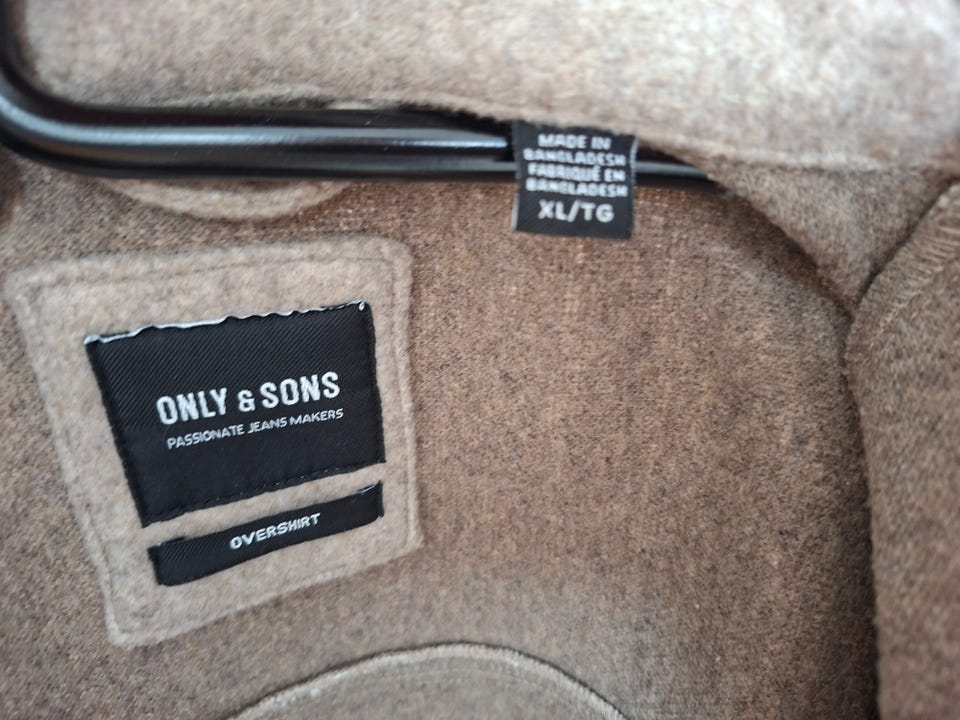 MADE IN
BANGLADESH
FABRIQUÉ EN
BANGLADESH
XL/TG
ONLY & SONS
PASSIONATE JEANS MAKERS
OVERSHIRT